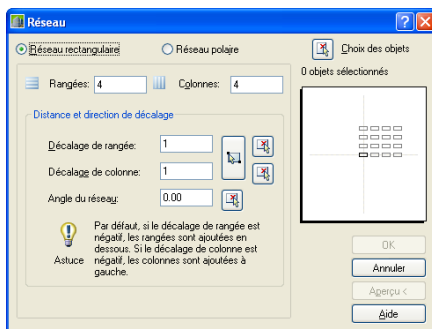 Réseau
Réseau rectangulaire
Réseau polaire
Choix des objets
0 objets sélectionnés
Rangées: 4
Colonnes: 4
Distance et direction de décalage
Décalage de rangée: 1
Décalage de colonne: 1
Angle du réseau: 0.00
Astuce
Par défaut, si le décalage de rangée est
négatif, les rangées sont ajoutées en
dessous. Si le décalage de colonne est
négatif, les colonnes sont ajoutées à
gauche.
OK
Annuler
Aperçu <
Aide